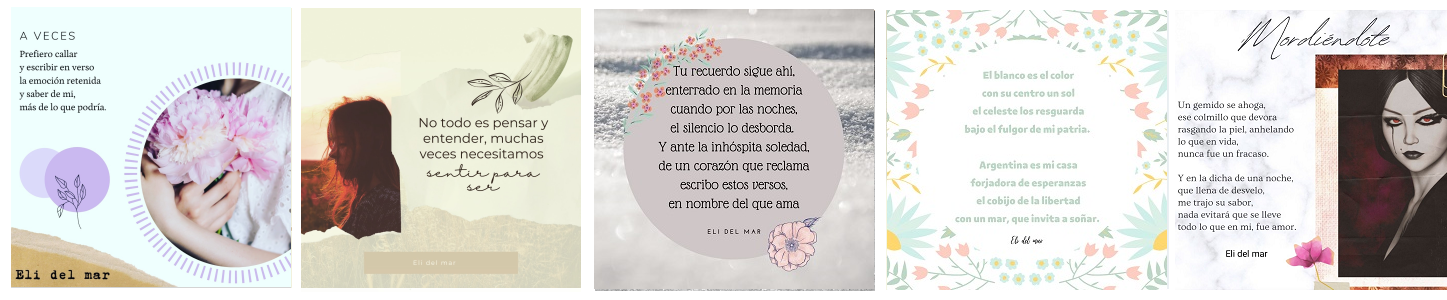 A VECES
Prefiero callar
y escribir en verso
la emoción retenida
y saber de mi,
más de lo que podría.
Eli del mar
No todo es pensar y
entender, muchas
veces necesitamos
sentir para
ser
Eli del mar
Tu recuerdo sigue ahí,
enterrado en la memoria
cuando por las noches,
el silencio lo desborda.
Y ante la inhóspita soledad,
de un corazón que reclama
escribo estos versos,
en nombre del que ama
ELI DEL MAR
El blanco es el color
con su centro un sol
el celeste los resguarda
bajo el fulgor de mi patria.
Argentina es mi casa
forjadora de esperanzas
el cobijo de la libertad
con un mar, que invita a soñar.
Eli del mar
Mordiéndote
Un gemido se ahoga,
ese colmillo que devora
rasgando la piel, anhelando
lo que en vida,
nunca fue un fracaso.
Y en la dicha de una noche,
que llena de desvelo,
me trajo su sabor,
nada evitará que se lleve
todo lo que en mi, fue amor.
Eli del mar